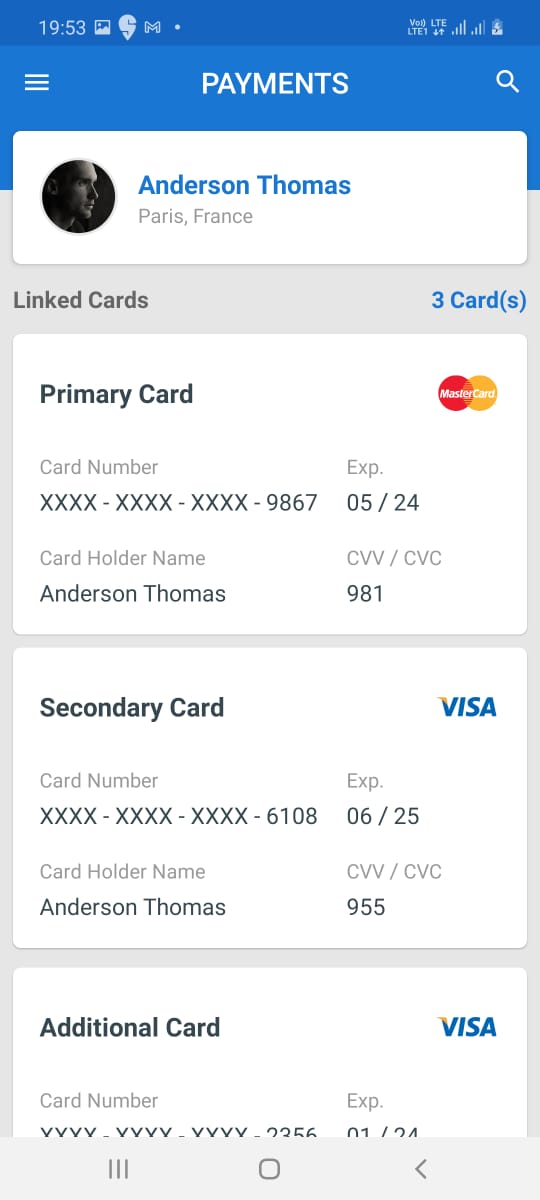 19:53
Vo)) LTE
LTE1
PAYMENTS
Anderson Thomas
Paris, France
Linked Cards 3 Card(s)
Primary Card MasterCard
Card Number Exp.
XXXX - XXXX - XXXX - 9867 05 / 24
Card Holder Name CVV / CVC
Anderson Thomas 981
Secondary Card VISA
Card Number Exp.
XXXX - XXXX - XXXX - 6108 06 / 25
Card Holder Name CVV / CVC
Anderson Thomas 955
Additional Card VISA
Card Number Exp.
XXXX - XXXX - XXXX - 2356 01 / 24